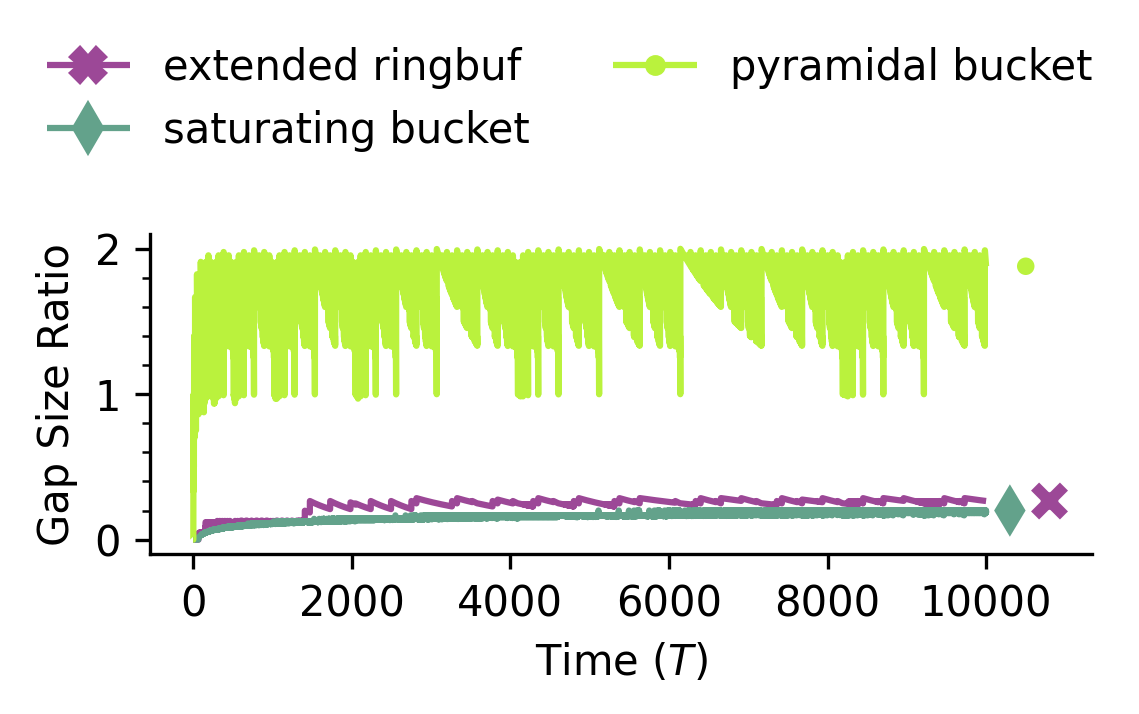 extended ringbuf
saturating bucket
pyramidal bucket
Gap Size Ratio
2
1
0
0 2000 4000 6000 8000 10000
Time (T)